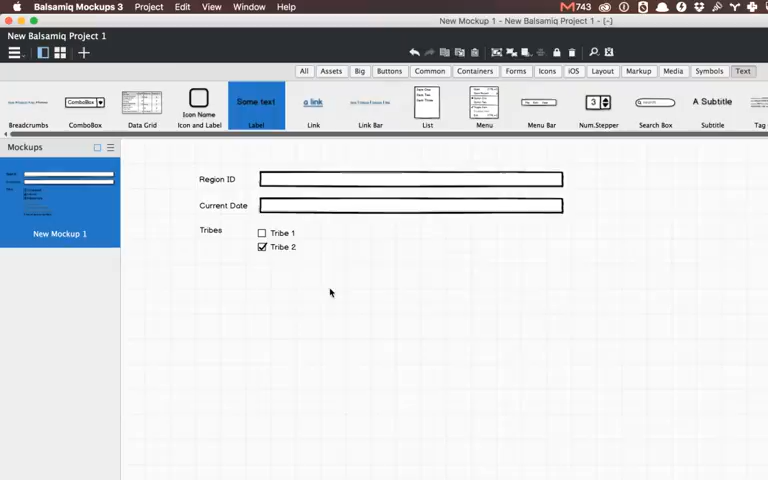 Balsamiq Mockups 3 Project Edit View Window Help
743
New Mockup 1 - New Balsamiq Project 1 - [-]
New Balsamiq Project 1
All Assets Big Buttons Common Containers Forms Icons iOS Layout Markup Media Symbols Text
ComboBox
Icon Name
Some text
a link
3
A Subtitle
Breadcrumbs ComboBox Data Grid Icon and Label Label Link Link Bar List Menu Menu Bar Num.Stepper Search Box Subtitle Tag
Mockups
New Mockup 1
Region ID
Current Date
Tribes
Tribe 1
Tribe 2